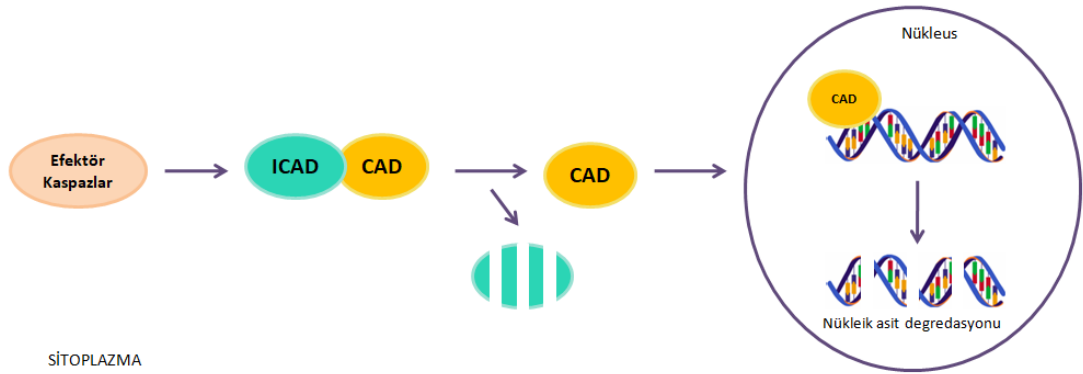 Nükleus
CAD
Efektör
Kaspazlar
ICAD
CAD
CAD
Nükleik asit degredasyonu
SİTOPLAZMA